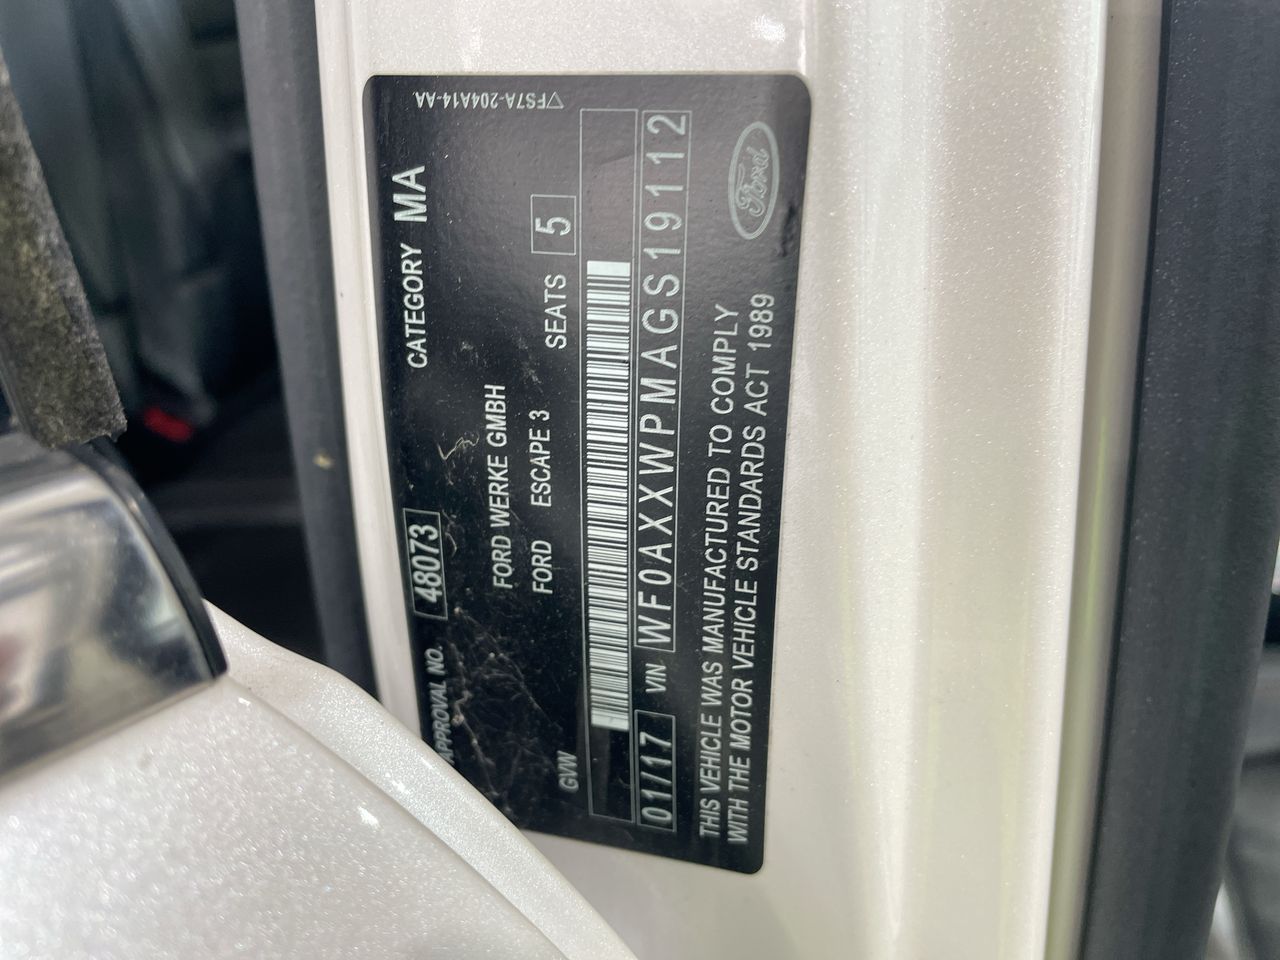 ▽FS7A-204A14-AA
APPROVAL NO. 48073 CATEGORY MA
FORD WERKE GMBH
FORD ESCAPE 3 SEATS 5
GVW
01/17 VIN WF0AXXWPMAGS19112
THIS VEHICLE WAS MANUFACTURED TO COMPLY
WITH THE MOTOR VEHICLE STANDARDS ACT 1989
Ford